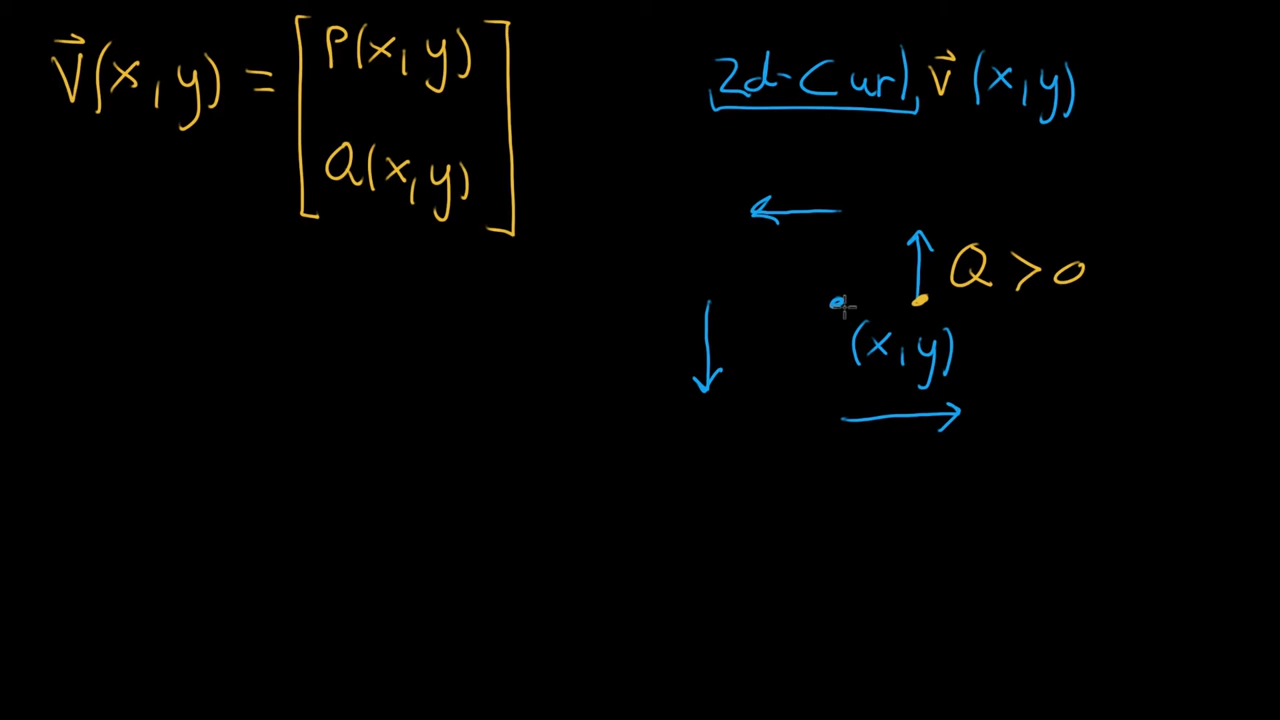 v⃗(x,y) = [P(x,y)
Q(x,y)]
2d-Curl v⃗(x,y)
Q > 0
(x,y)